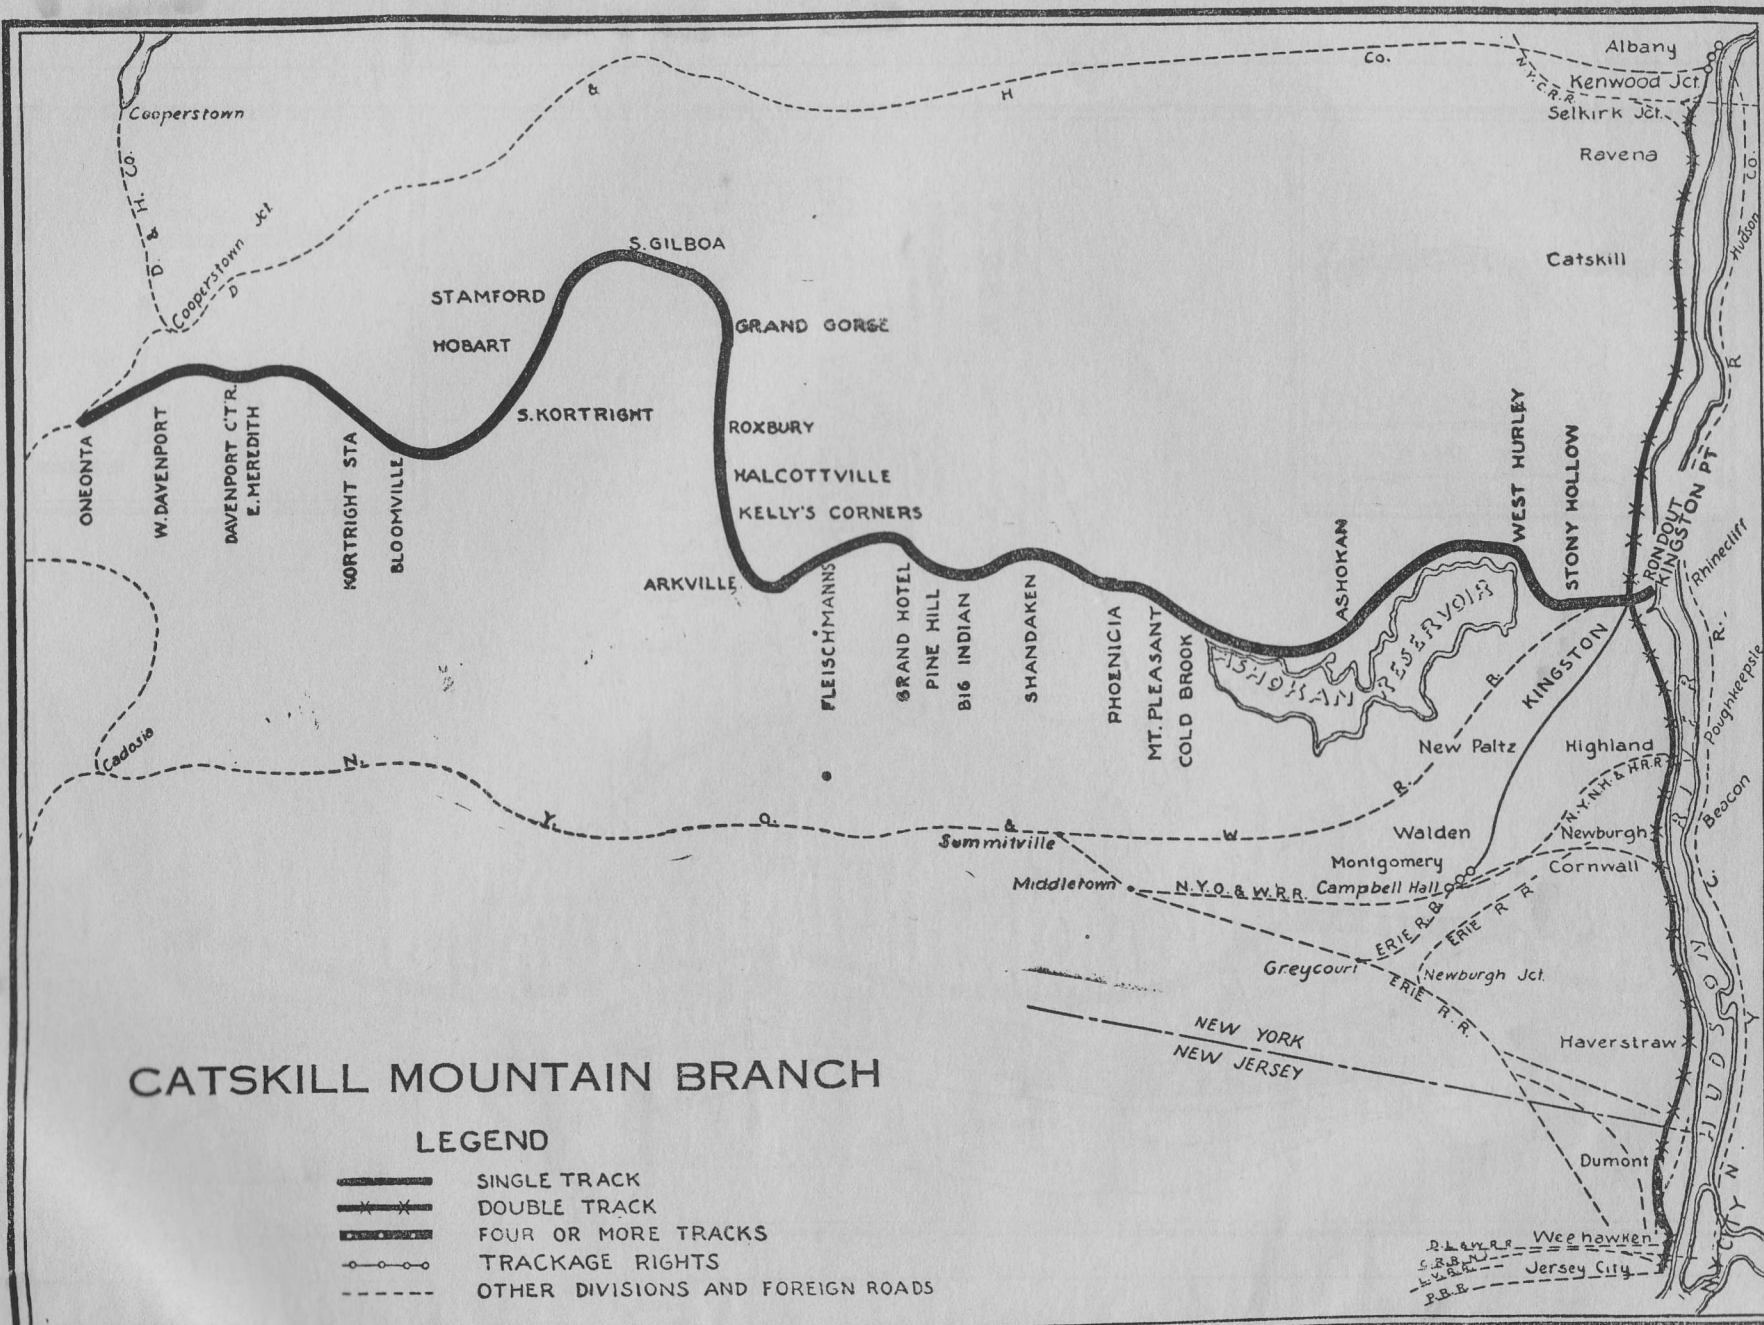 Albany
Co.
N.Y.C.R.R.
Kenwood Jct.
&
H
Cooperstown
Selkirk Jct.
Ravena
D. & H. Co.
Co.
Cooperstown Jct.
D
Hudson
S. GILBOA
Catskill
STAMFORD
GRAND GORGE
HOBART
R
S. KORTRIGHT
ROXBURY
HALCOTTVILLE
KELLY'S CORNERS
ARKVILLE
ONEONTA
W. DAVENPORT
DAVENPORT C'T'R.
E. MEREDITH
KORTRIGHT STA
BLOOMVILLE
FLEISCHMANNS
GRAND HOTEL
PINE HILL
BIG INDIAN
SHANDAKEN
PHOENICIA
MT. PLEASANT
COLD BROOK
ASHOKAN
WEST HURLEY
STONY HOLLOW
RONDOUT
KINGSTON PT
Rhinecliff
ASHOKAN RESERVOIR
KINGSTON
R.
Poughkeepsie
Cadosia
N. Y. O. & W. R. R.
New Paltz
Highland
N.Y.N.H.& H.R.R.
Beacon
Summitville
Walden
Newburgh
Montgomery
Cornwall
Middletown
N.Y.O.& W.R.R.
Campbell Hall
C.
ERIE R.R.
ERIE R R
Greycourt
Newburgh Jct.
ERIE R.R.
NEW YORK
NEW JERSEY
Haverstraw
HUDSON RIVER
Y
N
Dumont
Weehawken
D.L.& W.R.R.
C.R.R.N.J.
L.V.R.R.
P.R.R.
Jersey City
N Y CITY
CATSKILL MOUNTAIN BRANCH
LEGEND
SINGLE TRACK
DOUBLE TRACK
FOUR OR MORE TRACKS
TRACKAGE RIGHTS
OTHER DIVISIONS AND FOREIGN ROADS